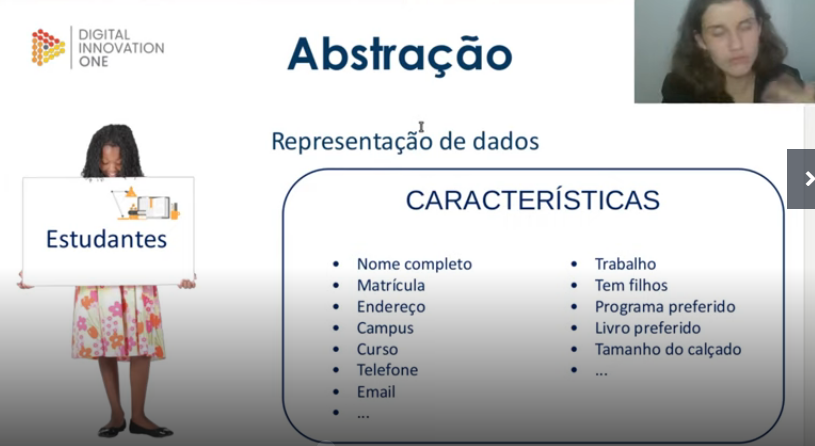 DIGITAL
INNOVATION
ONE
Abstração
Representação de dados
Estudantes
CARACTERÍSTICAS
• Nome completo
• Matrícula
• Endereço
• Campus
• Curso
• Telefone
• Email
• ...
• Trabalho
• Tem filhos
• Programa preferido
• Livro preferido
• Tamanho do calçado
• ...